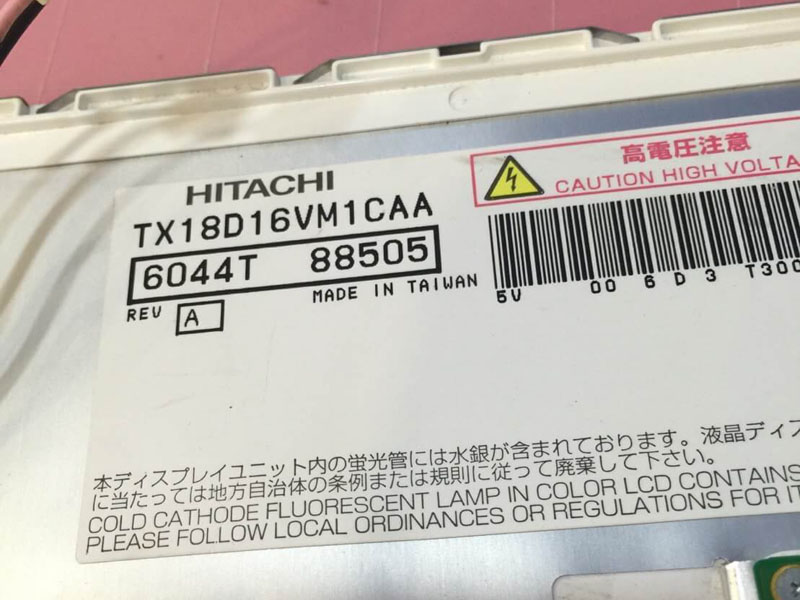 HITACHI
TX18D16VM1CAA
6044T 88505
REV A
MADE IN TAIWAN
高電圧注意
CAUTION HIGH
5V 00 6 D 3
本ディスプレイユニット内の蛍光管には水銀が含まれております。液晶ディ
に当たっては地方自治体の条例または規則に従って廃棄して下さい。
COLD CATHODE FLUORESCENT LAMP IN COLOR LCD CONTAINS
PLEASE FOLLOW LOCAL ORDINANCES OR REGULATIONS FOR